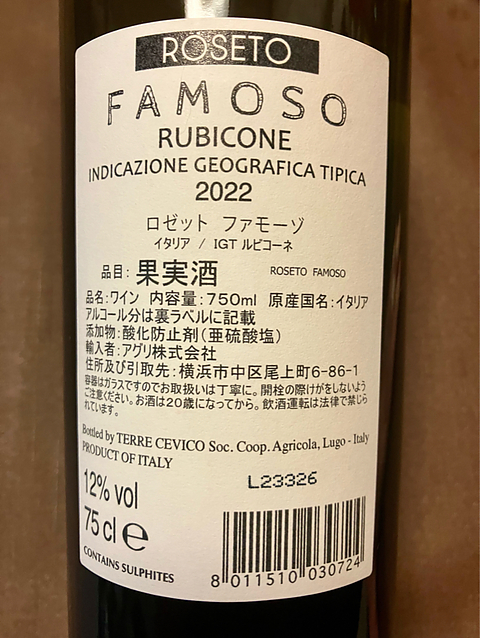 ROSETO
FAMOSO
RUBICONE
INDICAZIONE GEOGRAFICA TIPICA
2022
ロゼット ファモーゾ
イタリア / IGT ルビコーネ
品目:果実酒 ROSETO FAMOSO
品名:ワイン 内容量:750ml 原産国名:イタリア
アルコール分は裏ラベルに記載
添加物:酸化防止剤(亜硫酸塩)
輸入者:アグリ株式会社
住所及び引取先:横浜市中区尾上町6-86-1
容器はガラスですのでお取扱いは丁寧に。開栓の際けがをしないよう
ご注意ください。お酒は20歳になってから。飲酒運転は法律で禁じら
れています。
Bottled by TERRE CEVICO Soc. Coop. Agricola, Lugo - Italy
PRODUCT OF ITALY
12% vol
L23326
75 cl e
CONTAINS SULPHITES
8 011510 030724